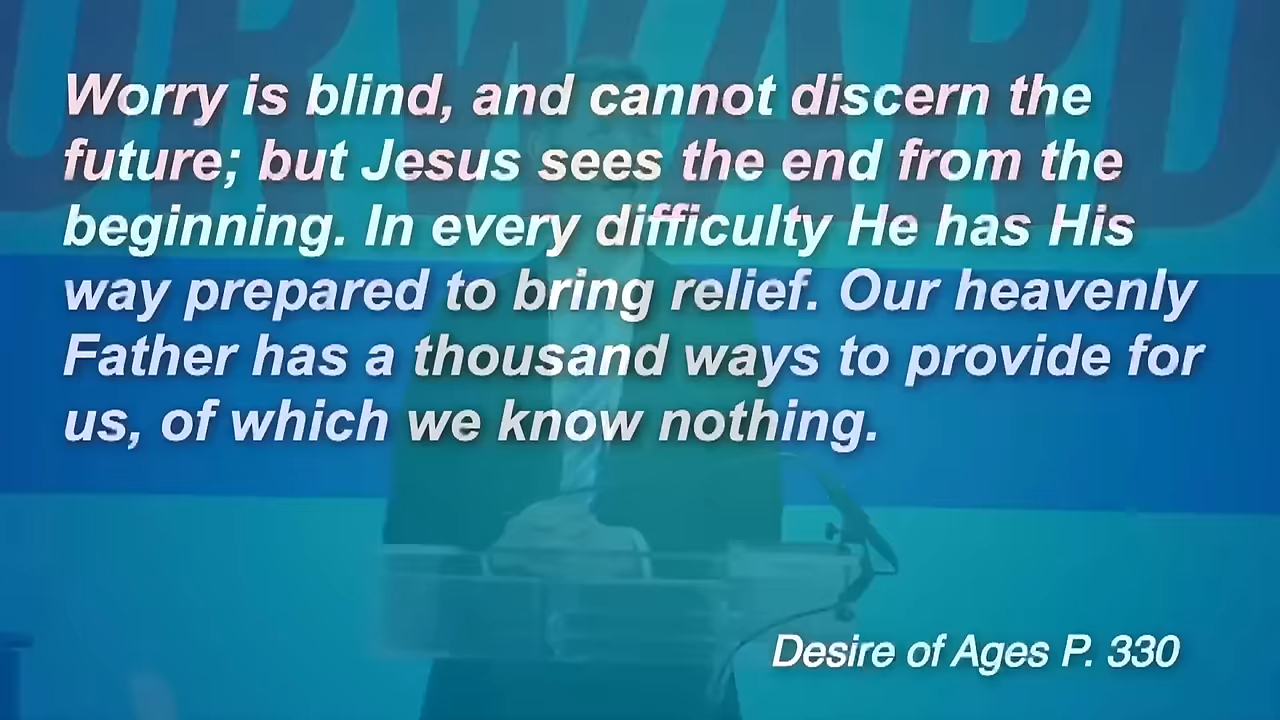 ORWARD
Worry is blind, and cannot discern the
future; but Jesus sees the end from the
beginning. In every difficulty He has His
way prepared to bring relief. Our heavenly
Father has a thousand ways to provide for
us, of which we know nothing.
Desire of Ages P. 330